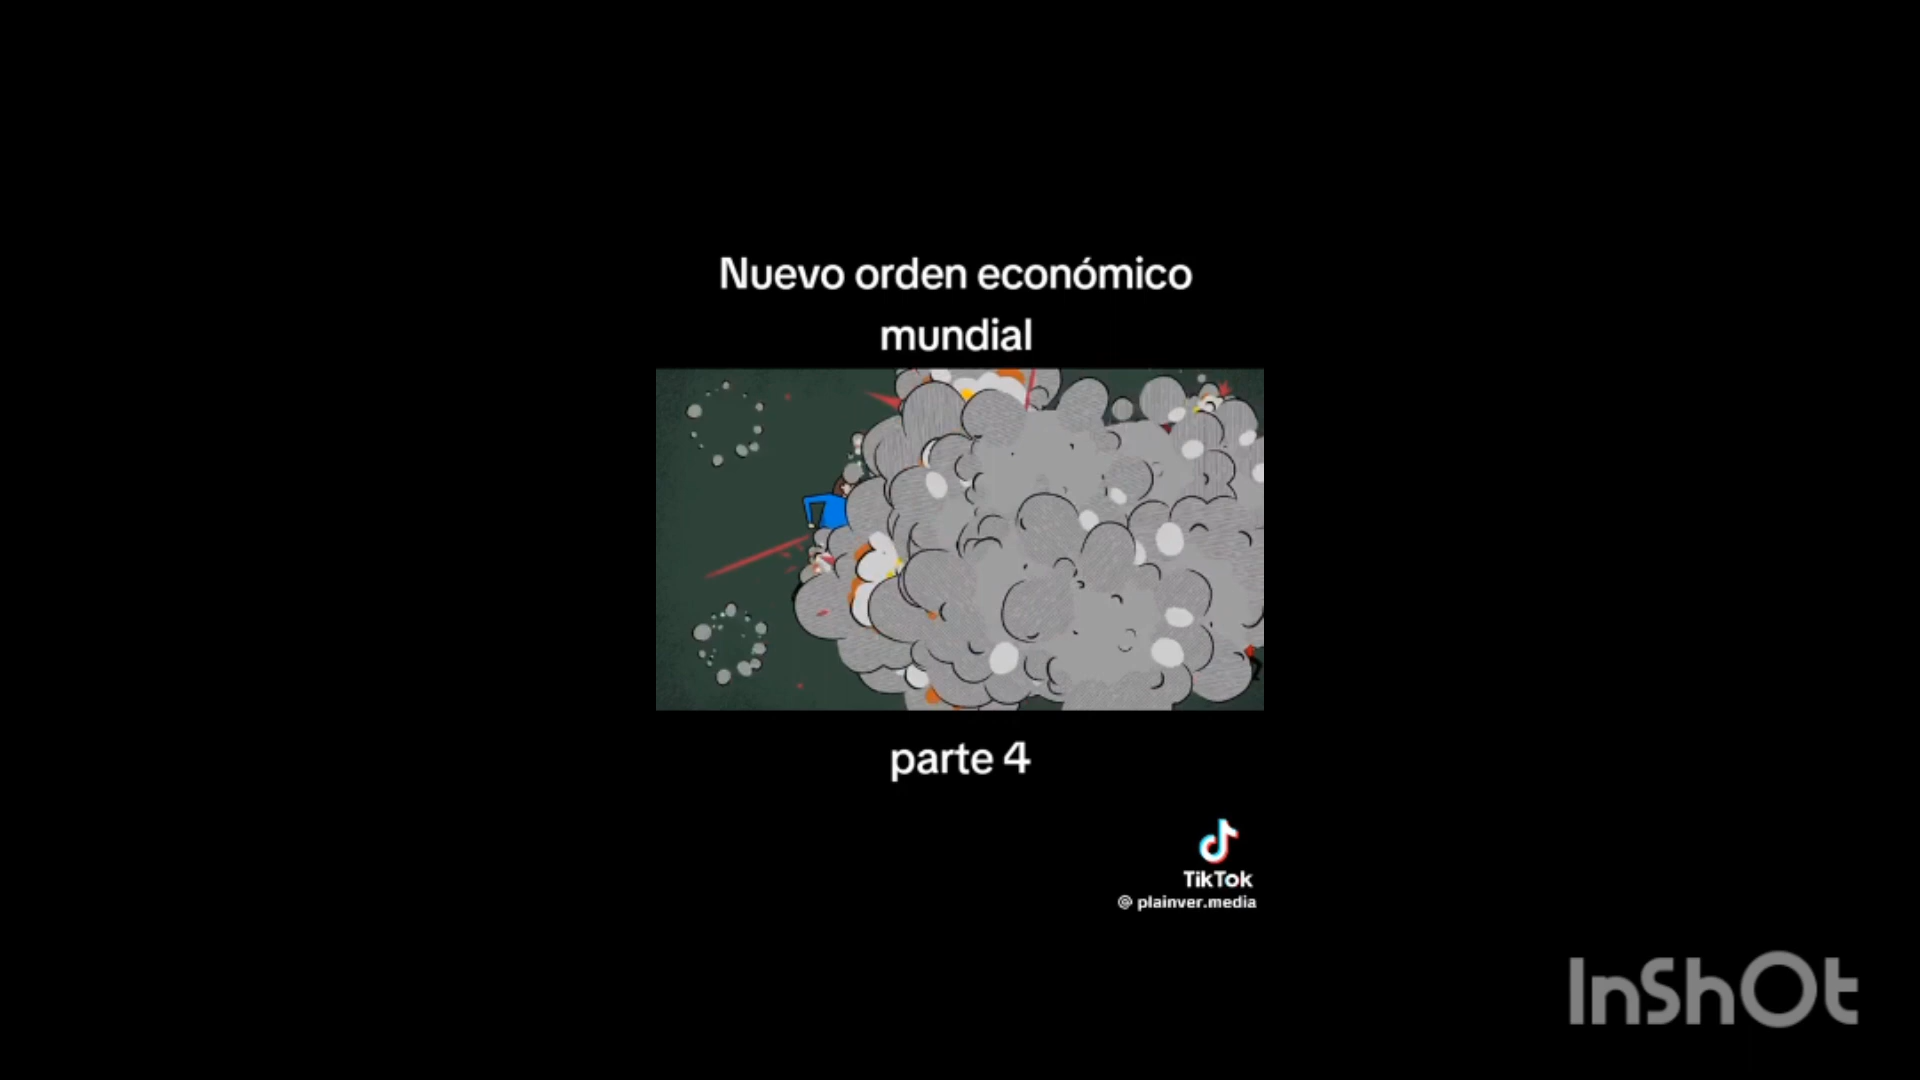 Nuevo orden económico
mundial
parte 4
TikTok
@ plainver.media
InShOt